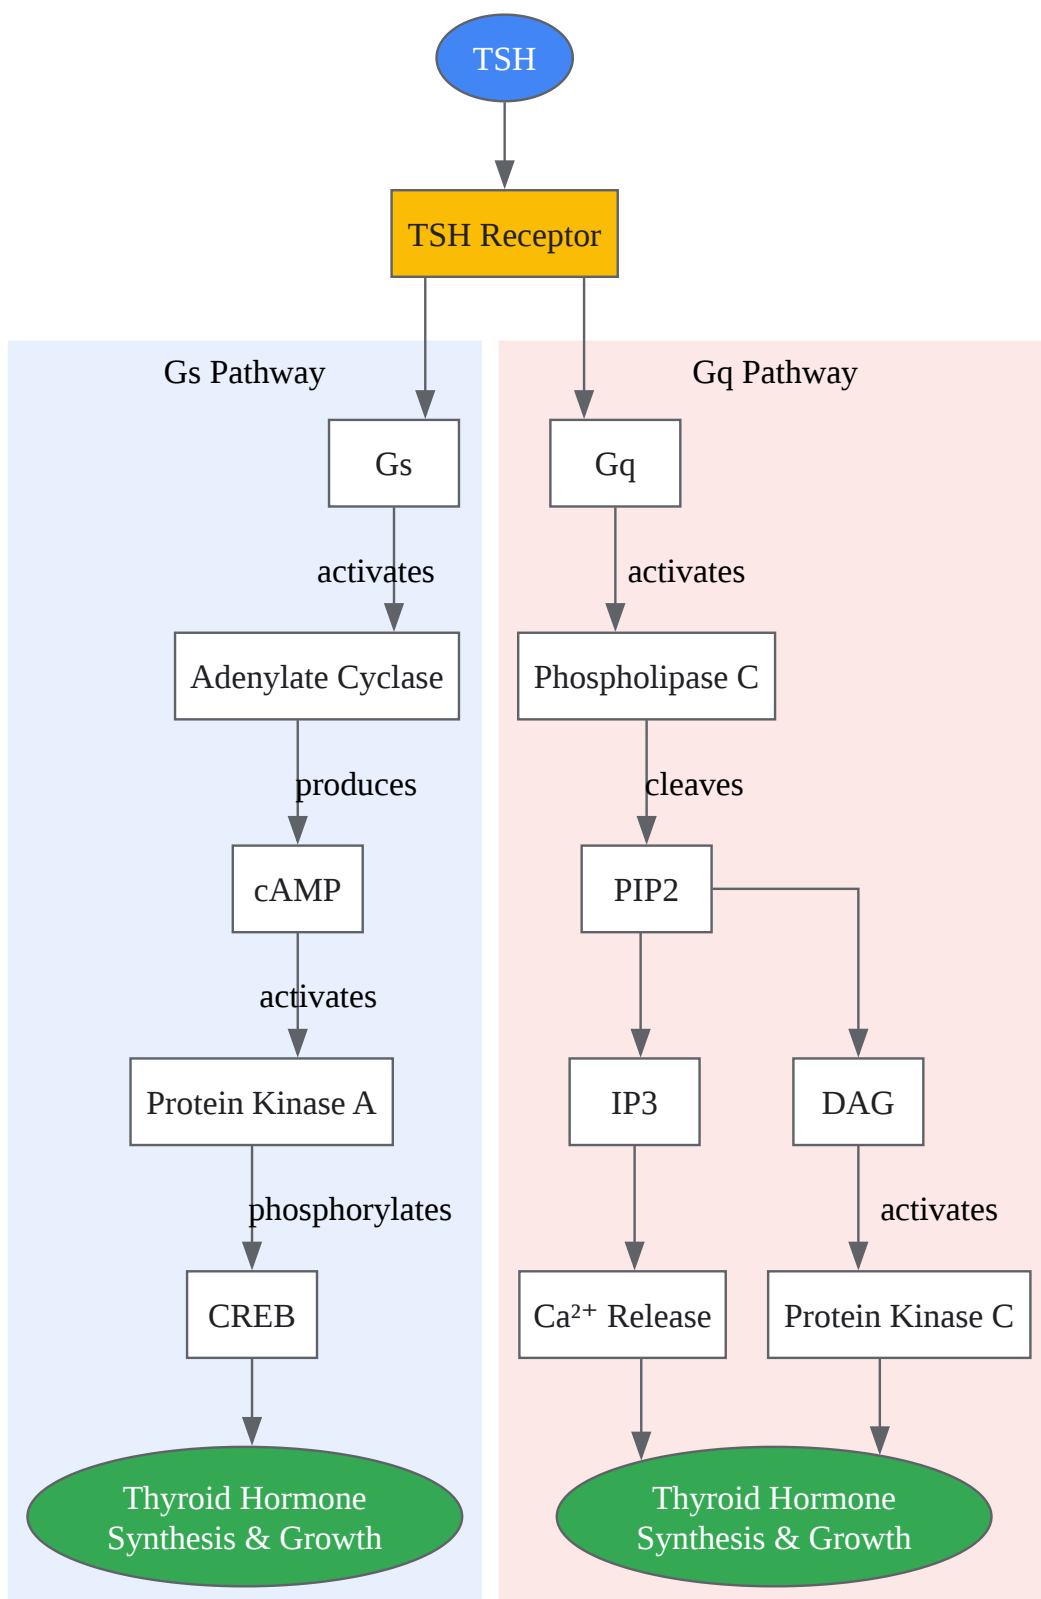 TSH
TSH Receptor
Gs Pathway
Gq Pathway
Gs
Gq
activates
activates
Adenylate Cyclase
Phospholipase C
produces
cleaves
cAMP
PIP2
activates
Protein Kinase A
IP3
DAG
phosphorylates
activates
CREB
Ca²⁺ Release
Protein Kinase C
Thyroid Hormone
Synthesis & Growth
Thyroid Hormone
Synthesis & Growth